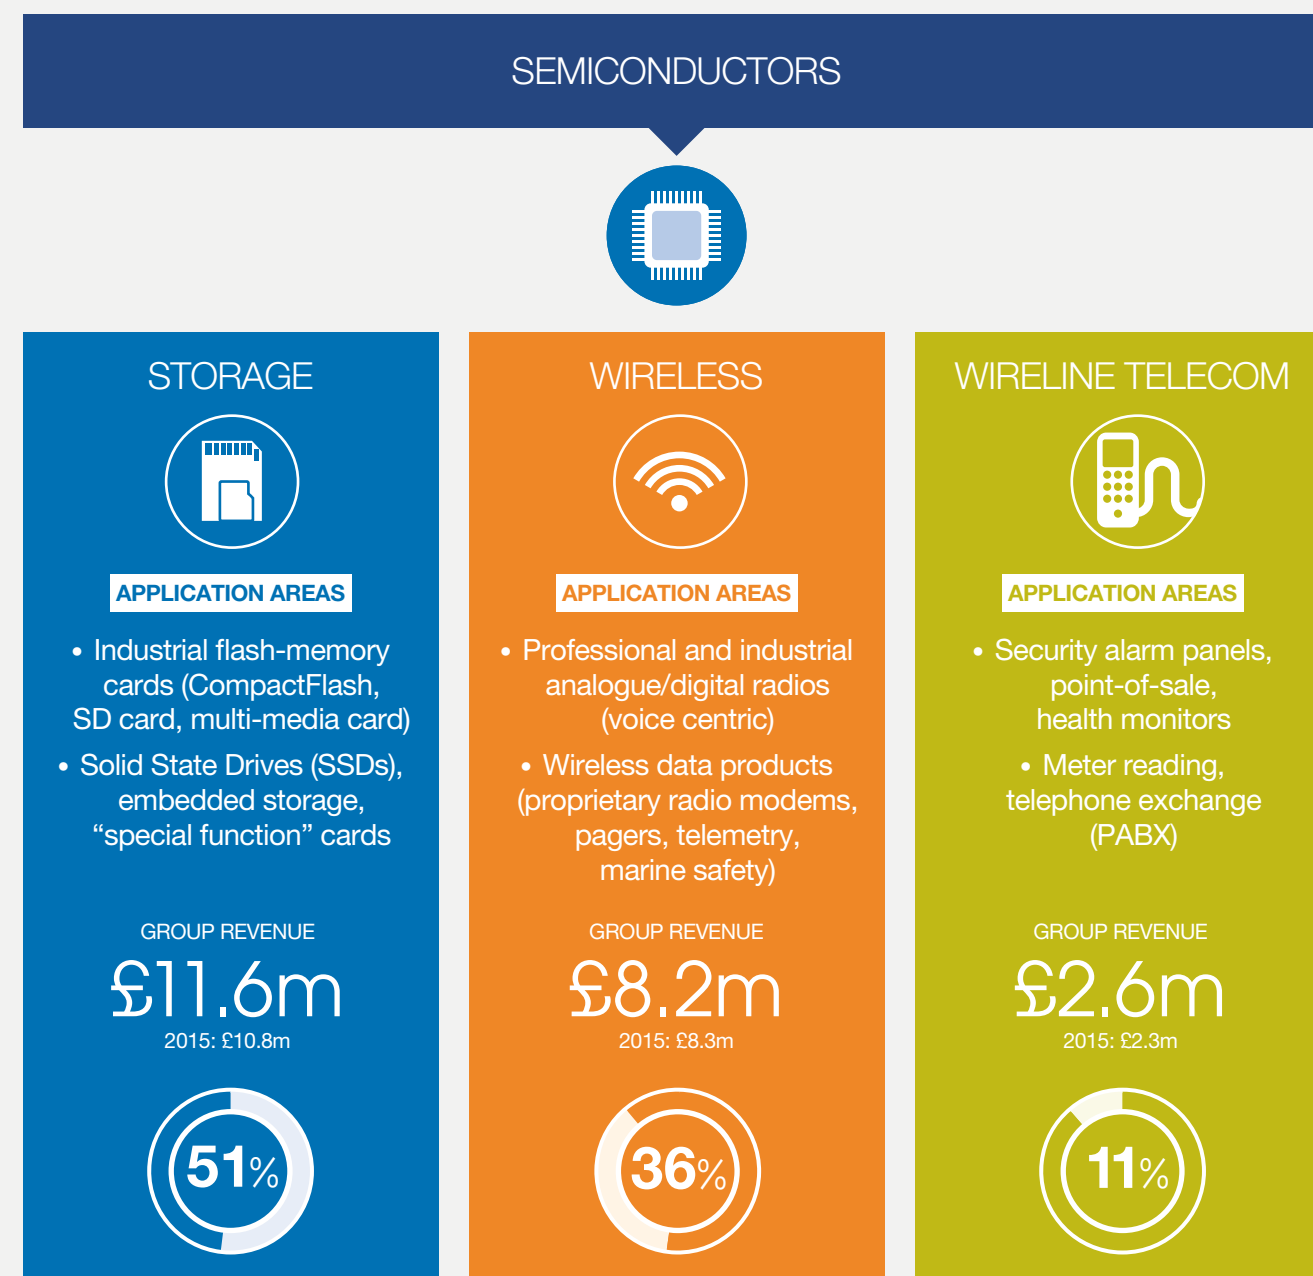 SEMICONDUCTORS
STORAGE
APPLICATION AREAS
• Industrial flash-memory
cards (CompactFlash,
SD card, multi-media card)
• Solid State Drives (SSDs),
embedded storage,
“special function” cards
GROUP REVENUE
£11.6m
2015: £10.8m
51%
WIRELESS
APPLICATION AREAS
• Professional and industrial
analogue/digital radios
(voice centric)
• Wireless data products
(proprietary radio modems,
pagers, telemetry,
marine safety)
GROUP REVENUE
£8.2m
2015: £8.3m
36%
WIRELINE TELECOM
APPLICATION AREAS
• Security alarm panels,
point-of-sale,
health monitors
• Meter reading,
telephone exchange
(PABX)
GROUP REVENUE
£2.6m
2015: £2.3m
11%